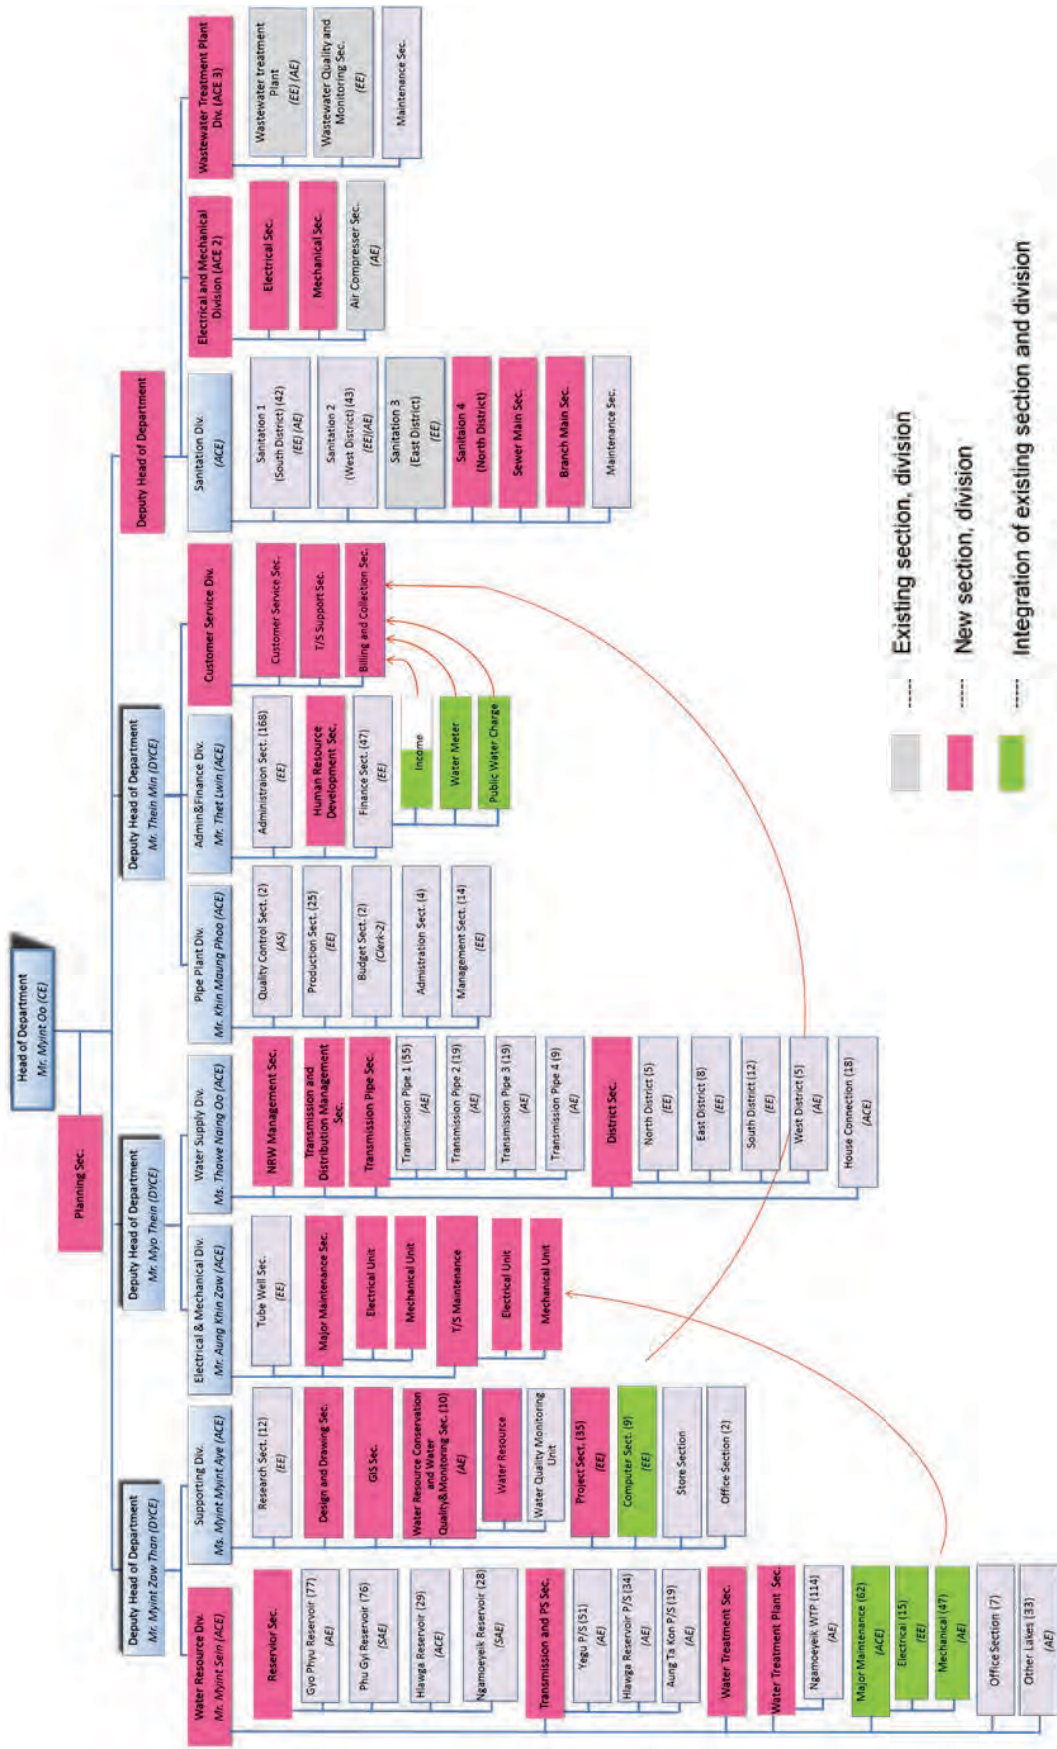 Head of Department
Mr. Myint Oo (CE)
Planning Sec.
Deputy Head of Department
Mr. Myint Zaw Than (DYCE)
Deputy Head of Department
Mr. Myo Thein (DYCE)
Deputy Head of Department
Mr. Thein Min (DYCE)
Deputy Head of Department
Water Resource Div.
Mr. Myint Sein (ACE)
Reservior Sec.
Gyo Phyu Reservoir (77)
(AE)
Phu Gyi Reservoir (76)
(SAE)
Hlawga Reservoir (29)
(ACE)
Ngamoeyeik Reservoir (28)
(SAE)
Transmission and PS Sec.
Yegu P/S (51)
(AE)
Hlawga Reservoir P/S (34)
(AE)
Aung Ta Kon P/S (19)
(AE)
Water Treatment Sec.
Water Treatment Plant Sec.
Ngamoeyeik WTP (114)
(AE)
Major Maintenance (62)
(ACE)
Electrical (15)
(EE)
Mechanical (47)
(AE)
Office Section (7)
Other Lakes (33)
(AE)
Supporting Div.
Ms. Myint Myint Aye (ACE)
Research Sect. (12)
(EE)
Design and Drawing Sec.
GIS Sec.
Water Resource Conservation
and Water
Quality&Monitoring Sec. (10)
(AE)
Water Resource
Water Quality Monitoring
Unit
Project Sect. (35)
(EE)
Computer Sect. (9)
(EE)
Store Section
Office Section (2)
Electrical & Mechanical Div.
Mr. Aung Khin Zaw (ACE)
Tube Well Sec.
(EE)
Major Maintenance Sec.
Electrical Unit
Mechanical Unit
T/S Maintenance
Electrical Unit
Mechanical Unit
Water Supply Div.
Ms. Thawe Naing Oo (ACE)
NRW Management Sec.
Transmission and
Distribution Management
Sec.
Transmission Pipe Sec.
Transmission Pipe 1 (55)
(AE)
Transmission Pipe 2 (19)
(AE)
Transmission Pipe 3 (19)
(AE)
Transmission Pipe 4 (9)
(AE)
District Sec.
North District (5)
(EE)
East District (8)
(EE)
South District (12)
(EE)
West District (5)
(AE)
House Connection (18)
(ACE)
Pipe Plant Div.
Mr. Khin Maung Phoo (ACE)
Quality Control Sect. (2)
(AS)
Production Sect. (25)
(EE)
Budget Sect. (2)
(Clerk-2)
Admistration Sect. (4)
Management Sect. (14)
(EE)
Admin&Finance Div.
Mr. Thet Lwin (ACE)
Administraion Sect. (168)
(EE)
Human Resource
Development Sec.
Finance Sect. (47)
(EE)
Income
Water Meter
Public Water Charge
Customer Service Div.
Customer Service Sec.
T/S Support Sec.
Billing and Collection Sec.
Sanitation Div.
(ACE)
Sanitation 1
(South District) (42)
(EE) (AE)
Sanitation 2
(West District) (43)
(EE)(AE)
Sanitation 3
(East District)
(EE)
Sanitaion 4
(North District)
Sewer Main Sec.
Branch Main Sec.
Maintenance Sec.
Electrical and Mechanical
Division (ACE 2)
Electrical Sec.
Mechanical Sec.
Air Compresser Sec.
(AE)
Wastewater Treatment Plant
Div. (ACE 3)
Wastewater treatment
Plant
(EE) (AE)
Wastewater Quality and
Monitoring Sec.
(EE)
Maintenance Sec.
----- Existing section, division
----- New section, division
----- Integration of existing section and division